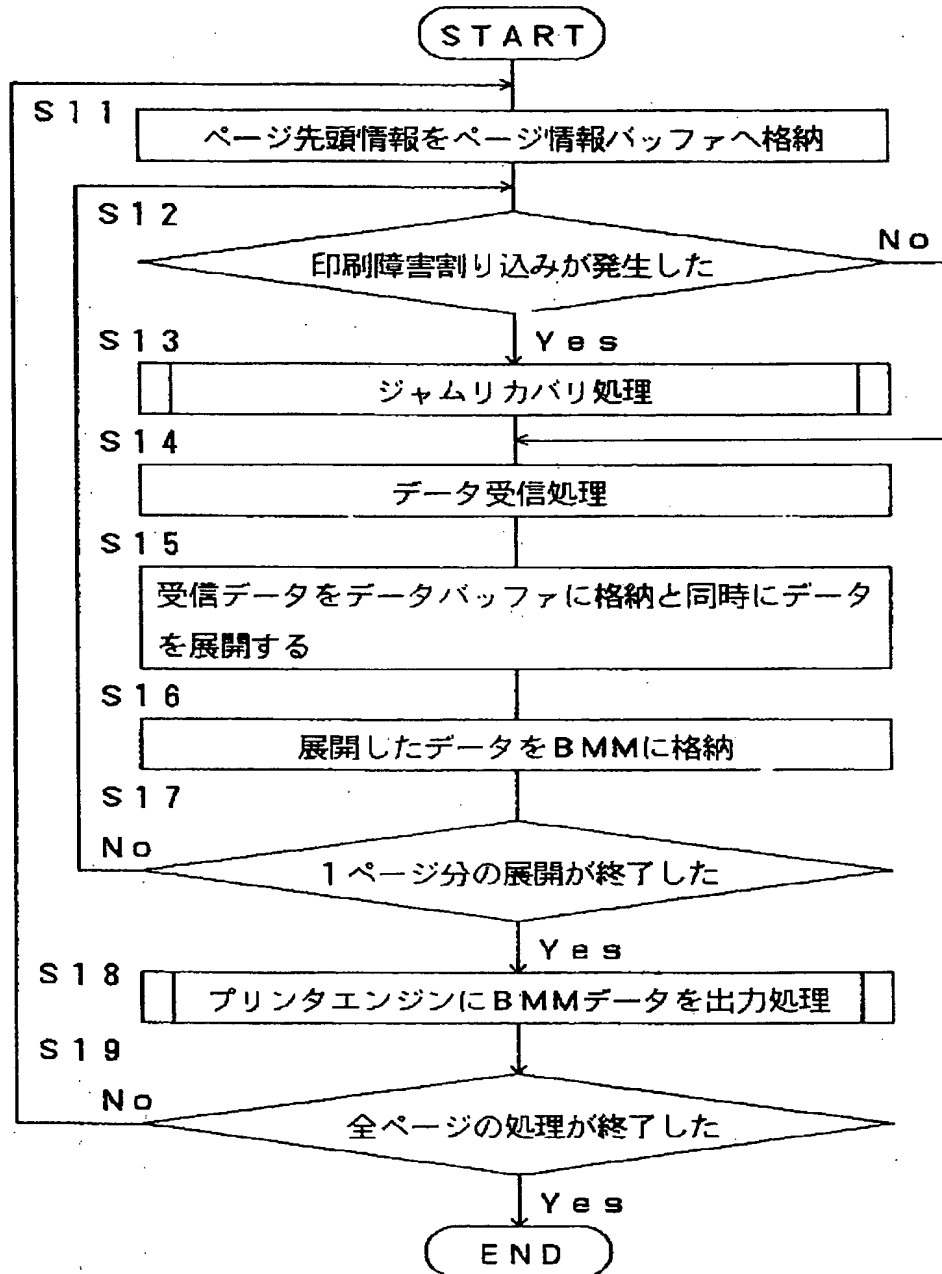 START
S11
ページ先頭情報をページ情報バッファへ格納
S12
印刷障害割り込みが発生した
No
Yes
S13
ジャムリカバリ処理
S14
データ受信処理
S15
受信データをデータバッファに格納と同時にデータ
を展開する
S16
展開したデータをBMMに格納
S17
No
1ページ分の展開が終了した
Yes
S18
プリンタエンジンにBMMデータを出力処理
S19
No
全ページの処理が終了した
Yes
END